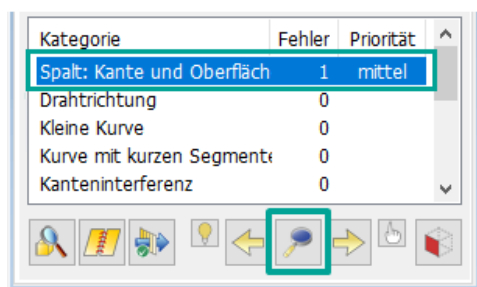 Kategorie Fehler Priorität
Spalt: Kante und Oberfläch 1 mittel
Drahtrichtung 0
Kleine Kurve 0
Kurve mit kurzen Segmente 0
Kanteninterferenz 0